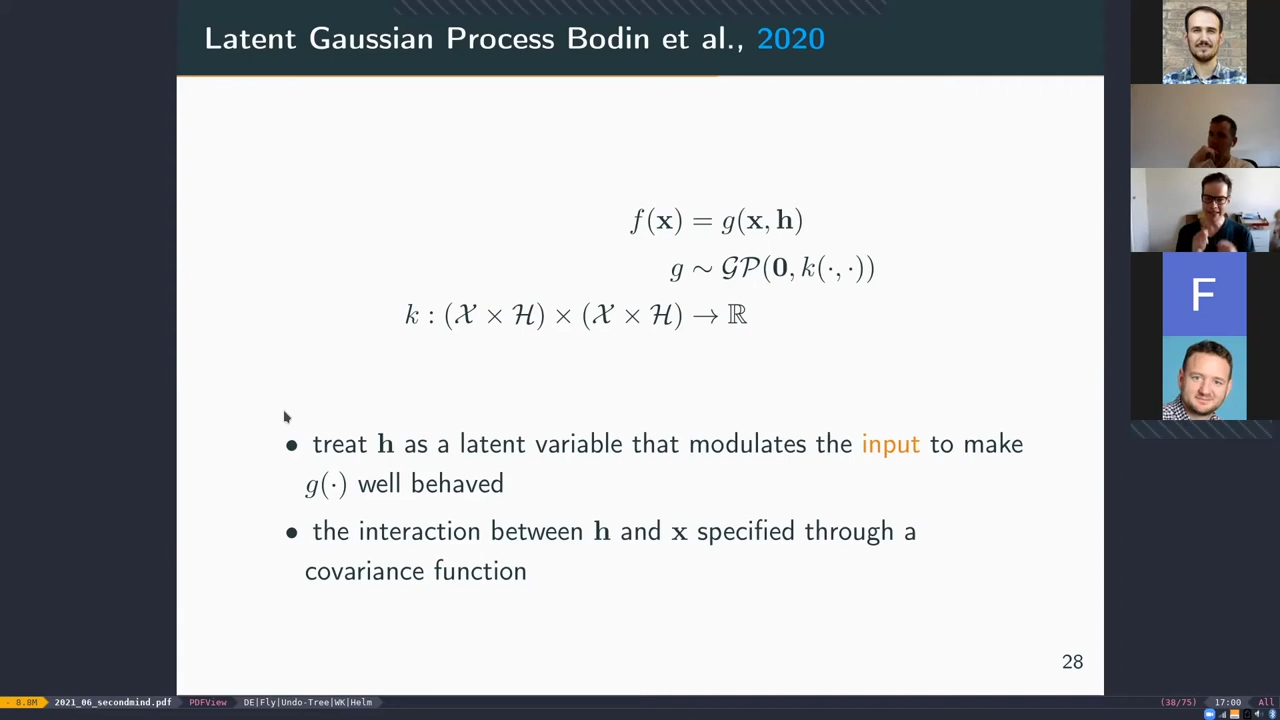 Latent Gaussian Process Bodin et al., 2020
f(x) = g(x, h)
g ∼ 𝒢𝒫(0, k(·, ·))
k : (𝒳 × ℋ) × (𝒳 × ℋ) → ℝ
• treat h as a latent variable that modulates the input to make
g(·) well behaved
• the interaction between h and x specified through a
covariance function
28
F
- 8.8M 2021_06_secondmind.pdf PDFView DE|Fly|Undo-Tree|WK|Helm (38/75) 17:00 All